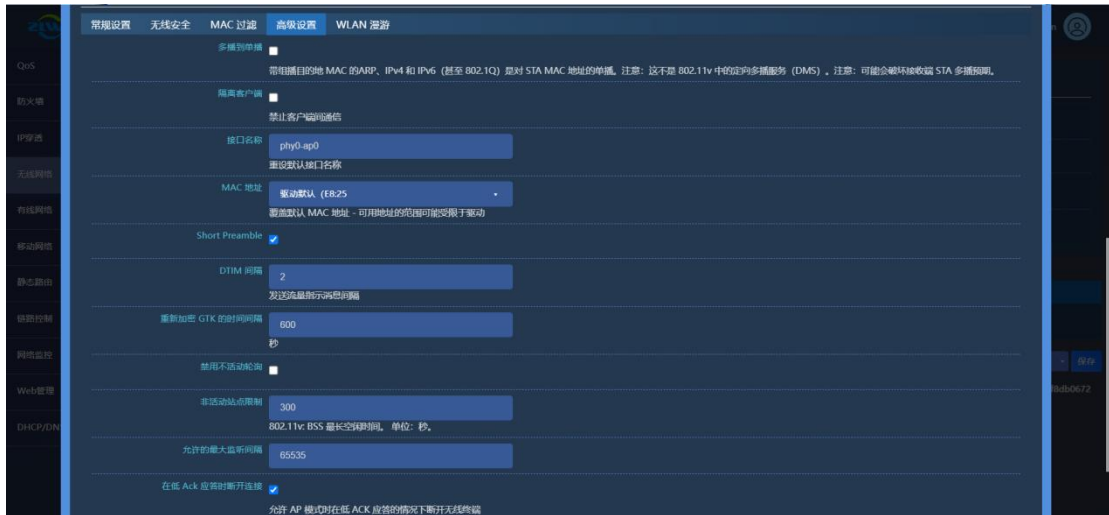 常规设置 无线安全 MAC 过滤 高级设置 WLAN 漫游
多播到单播
带组播目的地 MAC 的ARP、IPv4 和 IPv6（甚至 802.1Q）是对 STA MAC 地址的单播。注意：这不是 802.11v 中的定向多播服务（DMS）。注意：可能会破坏接收端 STA 多播预期。
QoS
隔离客户端
禁止客户端间通信
防火墙
接口名称
phy0-ap0
重设默认接口名称
IP穿透
MAC 地址
驱动默认（E8:25
覆盖默认 MAC 地址 - 可用地址的范围可能受限于驱动
无线网络
有线网络
Short Preamble
移动网络
DTIM 间隔
2
发送流量指示消息间隔
静态路由
重新加密 GTK 的时间间隔
600
秒
链路控制
禁用不活动轮询
网络监控
保存
Web管理
f8db0672
非活动站点限制
300
802.11v: BSS 最长空闲时间。 单位：秒。
DHCP/DN
允许的最大监听间隔
65535
在低 Ack 应答时断开连接
允许 AP 模式时在低 ACK 应答的情况下断开无线终端